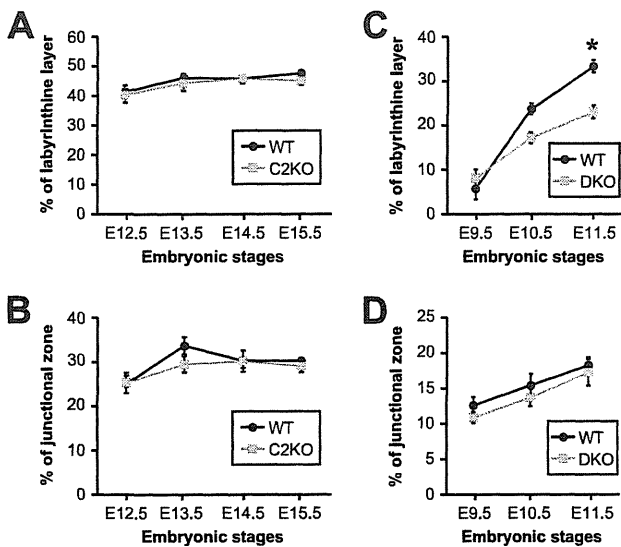 A
% of labyrinthine layer
60
50
40
30
20
10
0
WT
C2KO
E12.5 E13.5 E14.5 E15.5
Embryonic stages
C
% of labyrinthine layer
40
30
20
10
0
*
WT
DKO
E9.5 E10.5 E11.5
Embryonic stages
B
% of junctional zone
40
30
20
10
0
WT
C2KO
E12.5 E13.5 E14.5 E15.5
Embryonic stages
D
% of junctional zone
25
20
15
10
5
0
WT
DKO
E9.5 E10.5 E11.5
Embryonic stages